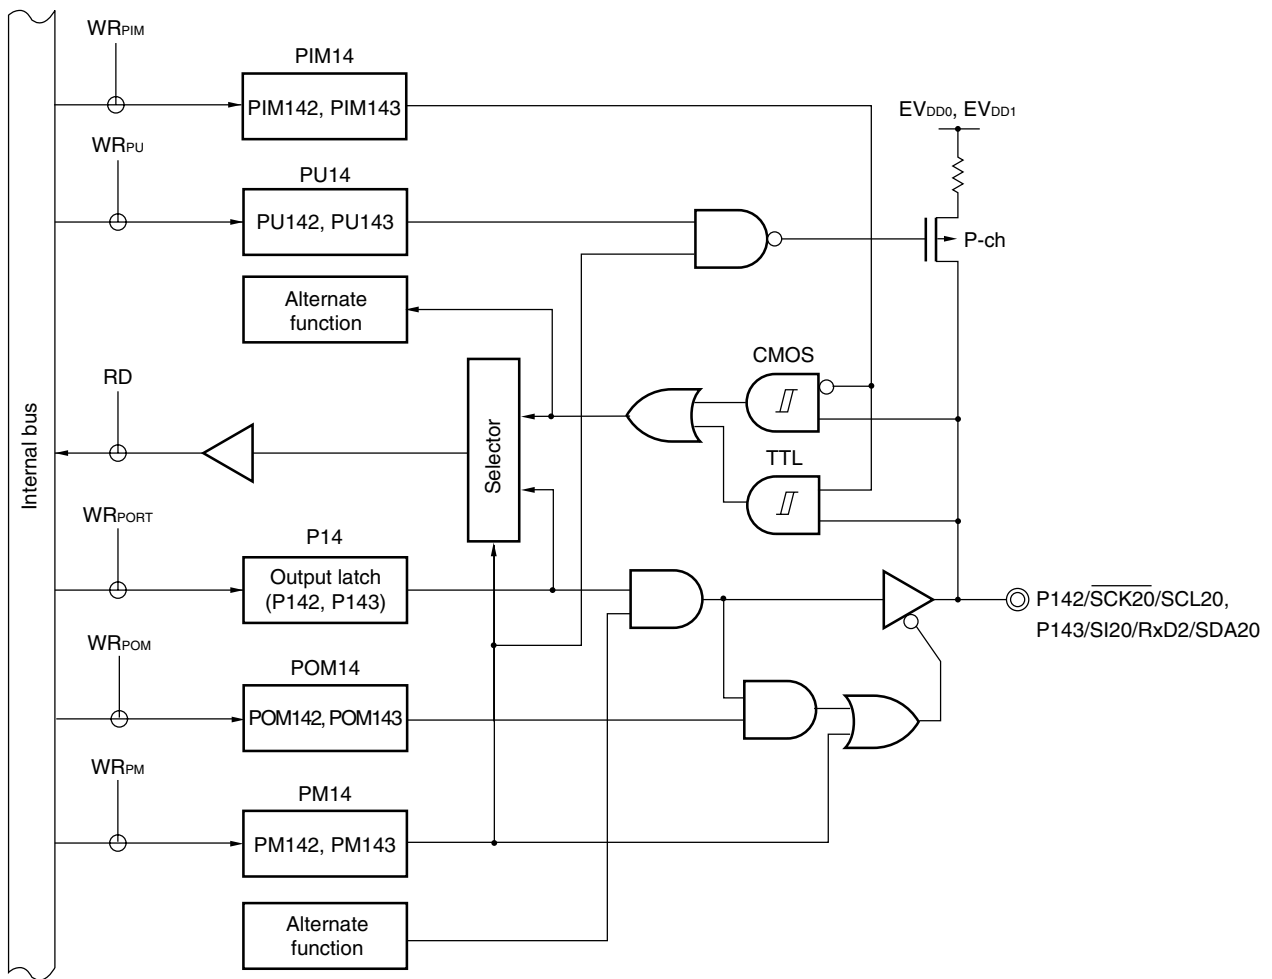 WRPIM
PIM14
PIM142, PIM143
EVDD0, EVDD1
WRPU
PU14
PU142, PU143
P-ch
Alternate
function
CMOS
RD
Internal bus
Selector
TTL
WRPORT
P14
Output latch
(P142, P143)
P142/SCK20/SCL20,
P143/SI20/RxD2/SDA20
WRPOM
POM14
POM142, POM143
WRPM
PM14
PM142, PM143
Alternate
function